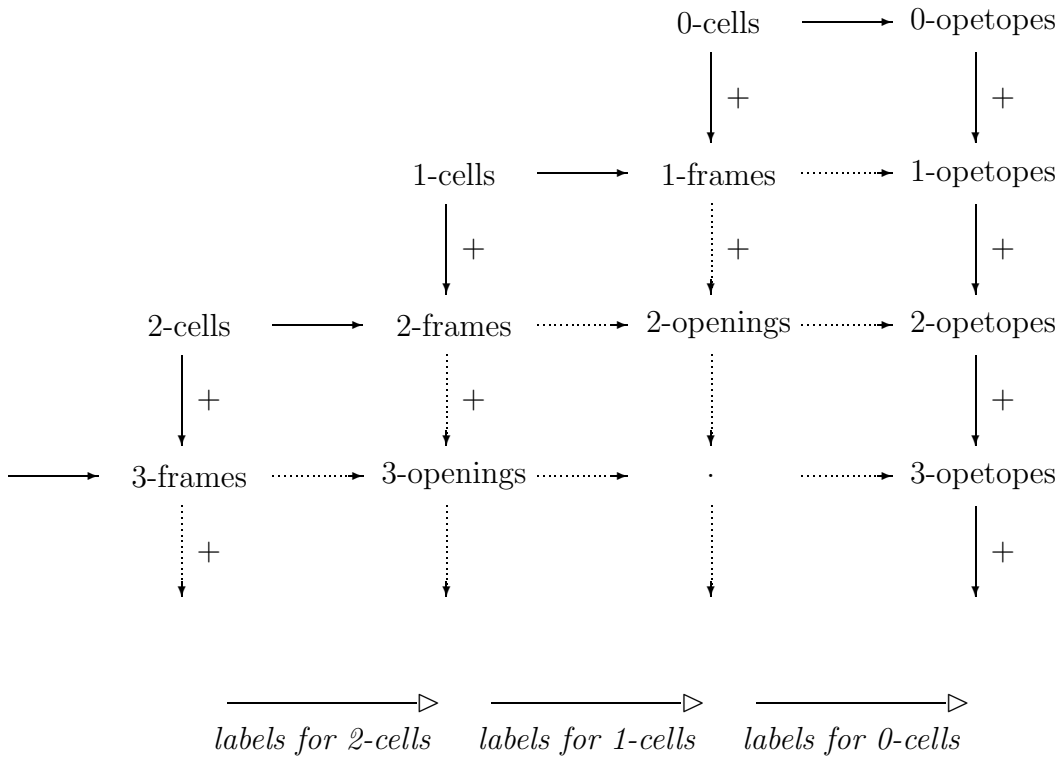 0-cells 0-opetopes
+ +
1-cells 1-frames 1-opetopes
+ + +
2-cells 2-frames 2-openings 2-opetopes
+ + +
3-frames 3-openings · 3-opetopes
+ +
labels for 2-cells labels for 1-cells labels for 0-cells